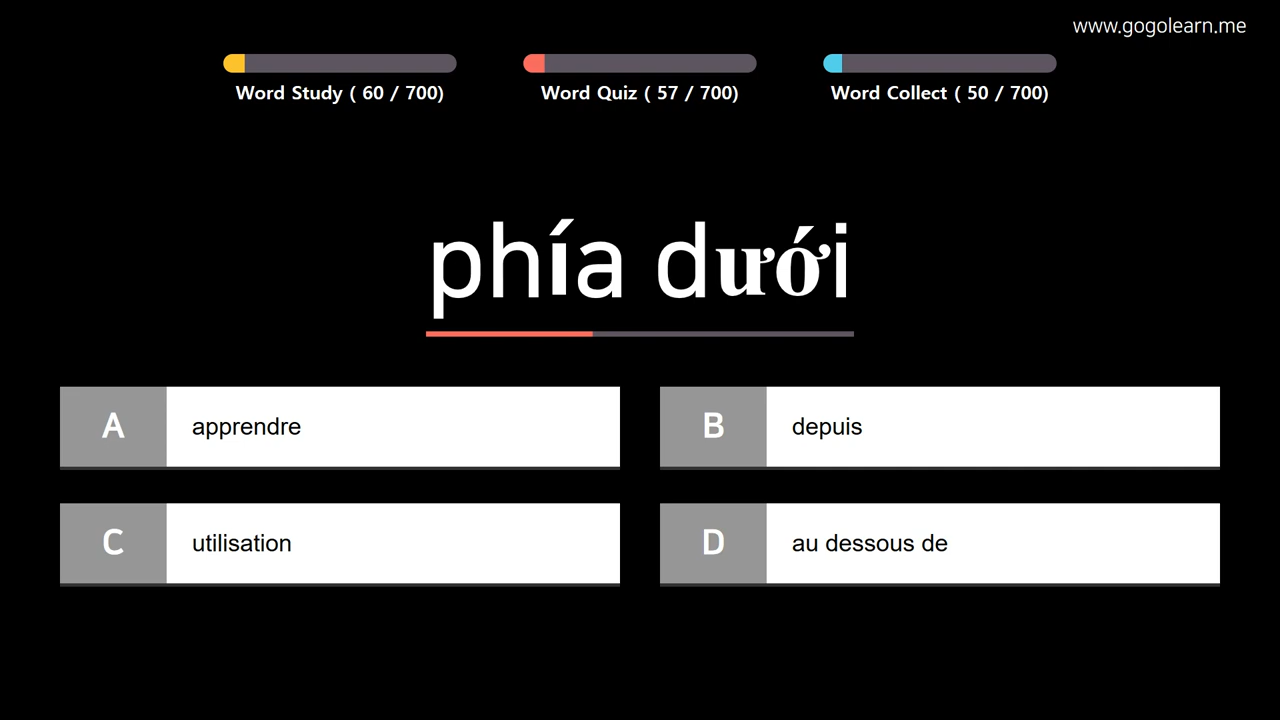 www.gogolearn.me
Word Study ( 60 / 700)
Word Quiz ( 57 / 700)
Word Collect ( 50 / 700)
phía dưới
A apprendre
B depuis
C utilisation
D au dessous de